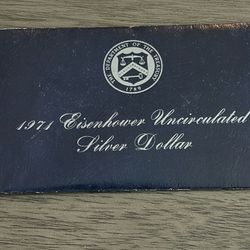 THE DEPARTMENT OF THE TREASURY
1789
1971 Eisenhower Uncirculated
Silver Dollar